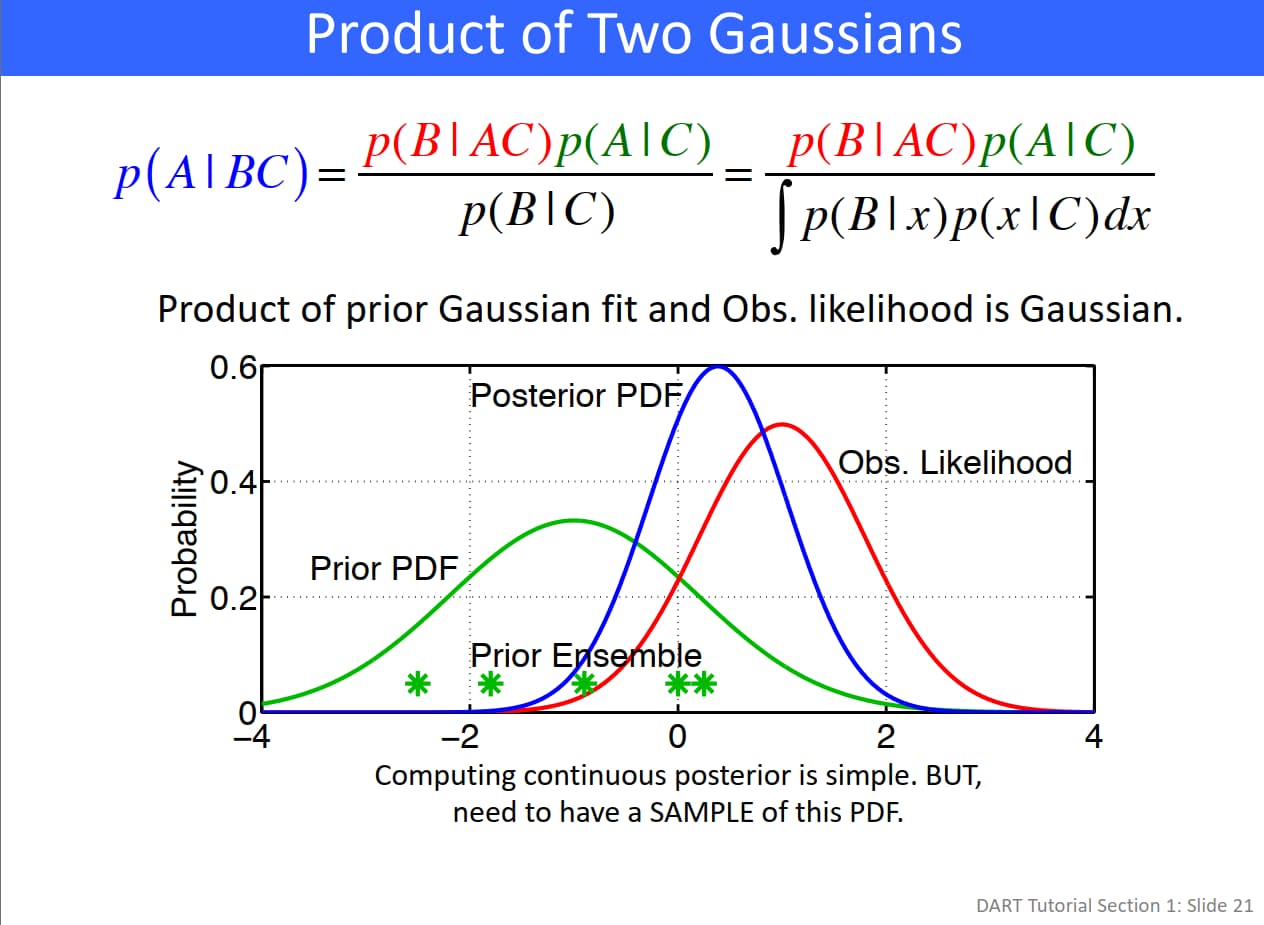 Product of Two Gaussians
p(A|BC) = p(B|AC)p(A|C) / p(B|C) = p(B|AC)p(A|C) / ∫p(B|x)p(x|C)dx
Product of prior Gaussian fit and Obs. likelihood is Gaussian.
0.6
Posterior PDF
Obs. Likelihood
0.4
Probability
Prior PDF
0.2
Prior Ensemble
0
−4
−2
0
2
4
Computing continuous posterior is simple. BUT,
need to have a SAMPLE of this PDF.
DART Tutorial Section 1: Slide 21